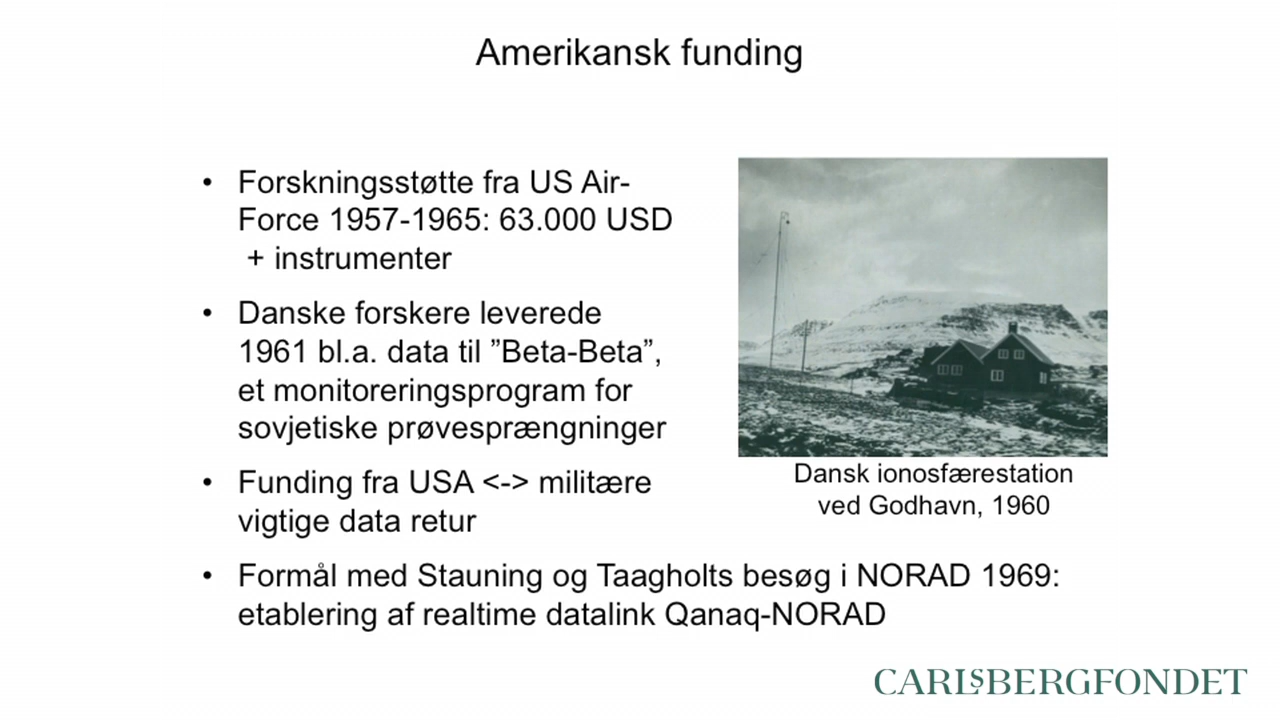 Amerikansk funding
• Forskningsstøtte fra US Air-
Force 1957-1965: 63.000 USD
+ instrumenter
• Danske forskere leverede
1961 bl.a. data til ”Beta-Beta”,
et monitoreringsprogram for
sovjetiske prøvesprængninger
• Funding fra USA <-> militære
vigtige data retur
• Formål med Stauning og Taagholts besøg i NORAD 1969:
etablering af realtime datalink Qanaq-NORAD
Dansk ionosfærestation
ved Godhavn, 1960
CARLSBERGFONDET